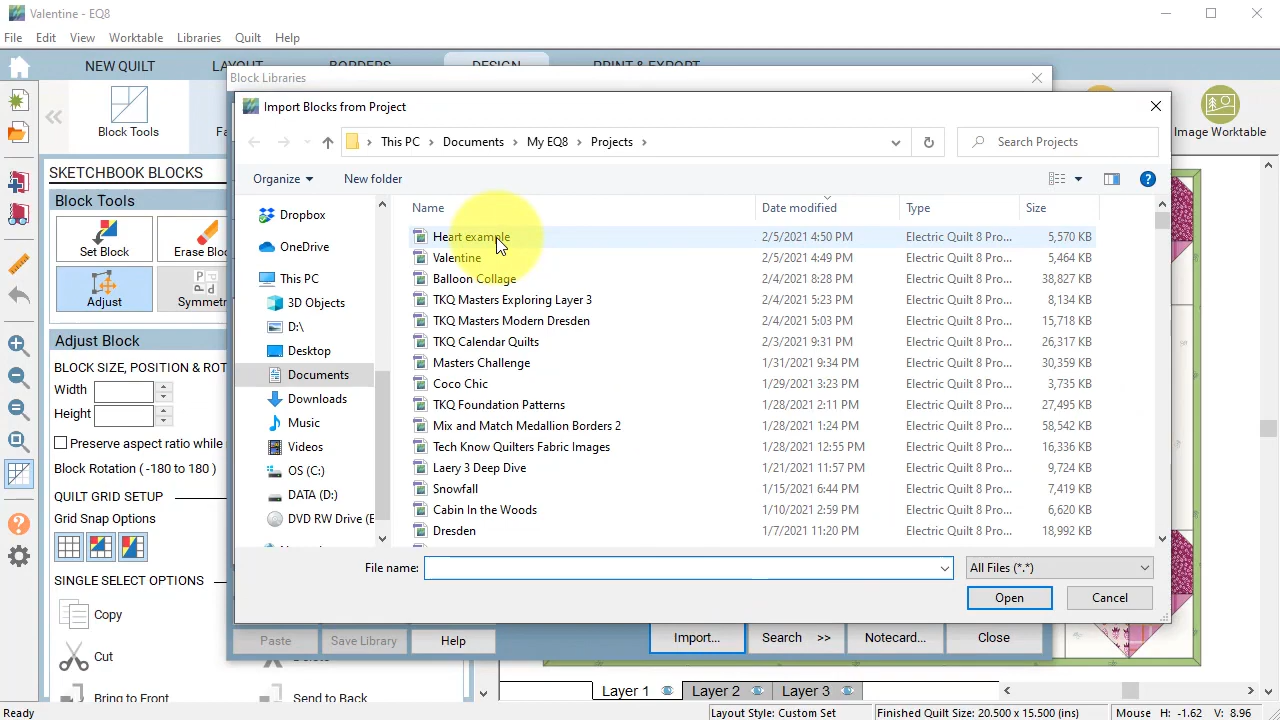 Valentine - EQ8
File Edit View Worktable Libraries Quilt Help
NEW QUILT LAYOUT BORDERS DESIGN PRINT & EXPORT
Block Libraries
Block Tools
Image Worktable
Import Blocks from Project
This PC > Documents > My EQ8 > Projects >
Search Projects
Organize
New folder
SKETCHBOOK BLOCKS
Block Tools
Set Block
Erase Bloc
Adjust
Symmetr
Adjust Block
BLOCK SIZE, POSITION & ROT
Width
Height
Preserve aspect ratio while
Block Rotation ( -180 to 180 )
QUILT GRID SETUP
Grid Snap Options
SINGLE SELECT OPTIONS
Copy
Cut
Bring to Front
Send to Back
Dropbox
OneDrive
This PC
3D Objects
D:\
Desktop
Documents
Downloads
Music
Videos
OS (C:)
DATA (D:)
DVD RW Drive (E
Name Date modified Type Size
Heart example 2/5/2021 4:50 PM Electric Quilt 8 Pro... 5,570 KB
Valentine 2/5/2021 4:49 PM Electric Quilt 8 Pro... 5,464 KB
Balloon Collage 2/4/2021 8:28 PM Electric Quilt 8 Pro... 38,827 KB
TKQ Masters Exploring Layer 3 2/4/2021 5:23 PM Electric Quilt 8 Pro... 8,134 KB
TKQ Masters Modern Dresden 2/4/2021 5:03 PM Electric Quilt 8 Pro... 15,718 KB
TKQ Calendar Quilts 2/3/2021 9:31 PM Electric Quilt 8 Pro... 26,317 KB
Masters Challenge 1/31/2021 9:34 PM Electric Quilt 8 Pro... 30,359 KB
Coco Chic 1/29/2021 3:23 PM Electric Quilt 8 Pro... 3,735 KB
TKQ Foundation Patterns 1/28/2021 2:11 PM Electric Quilt 8 Pro... 27,495 KB
Mix and Match Medallion Borders 2 1/28/2021 1:24 PM Electric Quilt 8 Pro... 58,542 KB
Tech Know Quilters Fabric Images 1/28/2021 12:55 PM Electric Quilt 8 Pro... 16,336 KB
Laery 3 Deep Dive 1/21/2021 11:57 PM Electric Quilt 8 Pro... 9,724 KB
Snowfall 1/15/2021 6:44 PM Electric Quilt 8 Pro... 7,419 KB
Cabin In the Woods 1/10/2021 2:59 PM Electric Quilt 8 Pro... 6,620 KB
Dresden 1/7/2021 11:20 PM Electric Quilt 8 Pro... 18,992 KB
File name:
All Files (*.*)
Open
Cancel
Paste Save Library Help Import... Search >> Notecard... Close
Layer 1 Layer 2 Layer 3
Ready
Layout Style: Custom Set
Finished Quilt Size: 20.500 x 15.500 (ins)
Mouse H: -1.62 V: 8.96